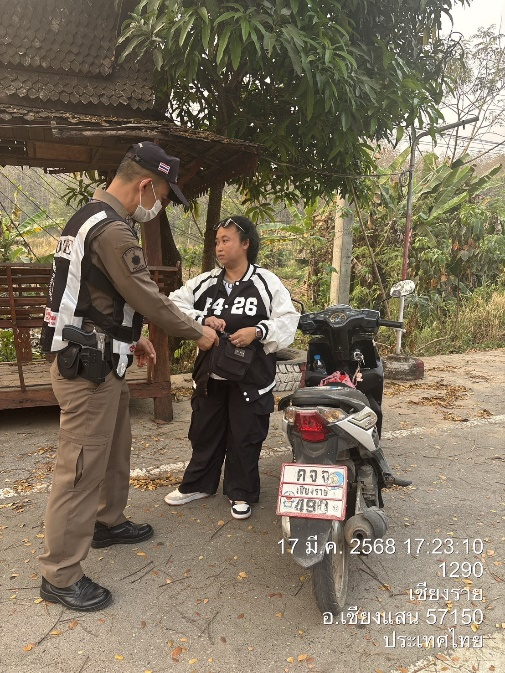 24-26
คจจ
เชียงราย
17 มี.ค. 2568 17:23:10
1290
เชียงราย
อ.เชียงแสน 57150
ประเทศไทย